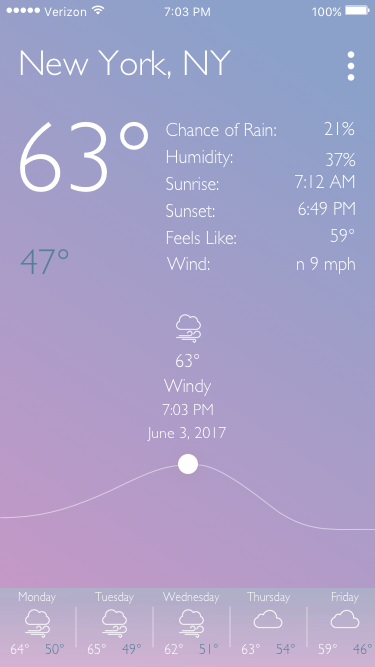 Verizon 7:03 PM 100%
New York, NY
63°
47°
Chance of Rain: 21%
Humidity: 37%
Sunrise: 7:12 AM
Sunset: 6:49 PM
Feels Like: 59°
Wind: n 9 mph
63°
Windy
7:03 PM
June 3, 2017
Monday Tuesday Wednesday Thursday Friday
64° 50° 65° 49° 62° 51° 63° 54° 59° 46°